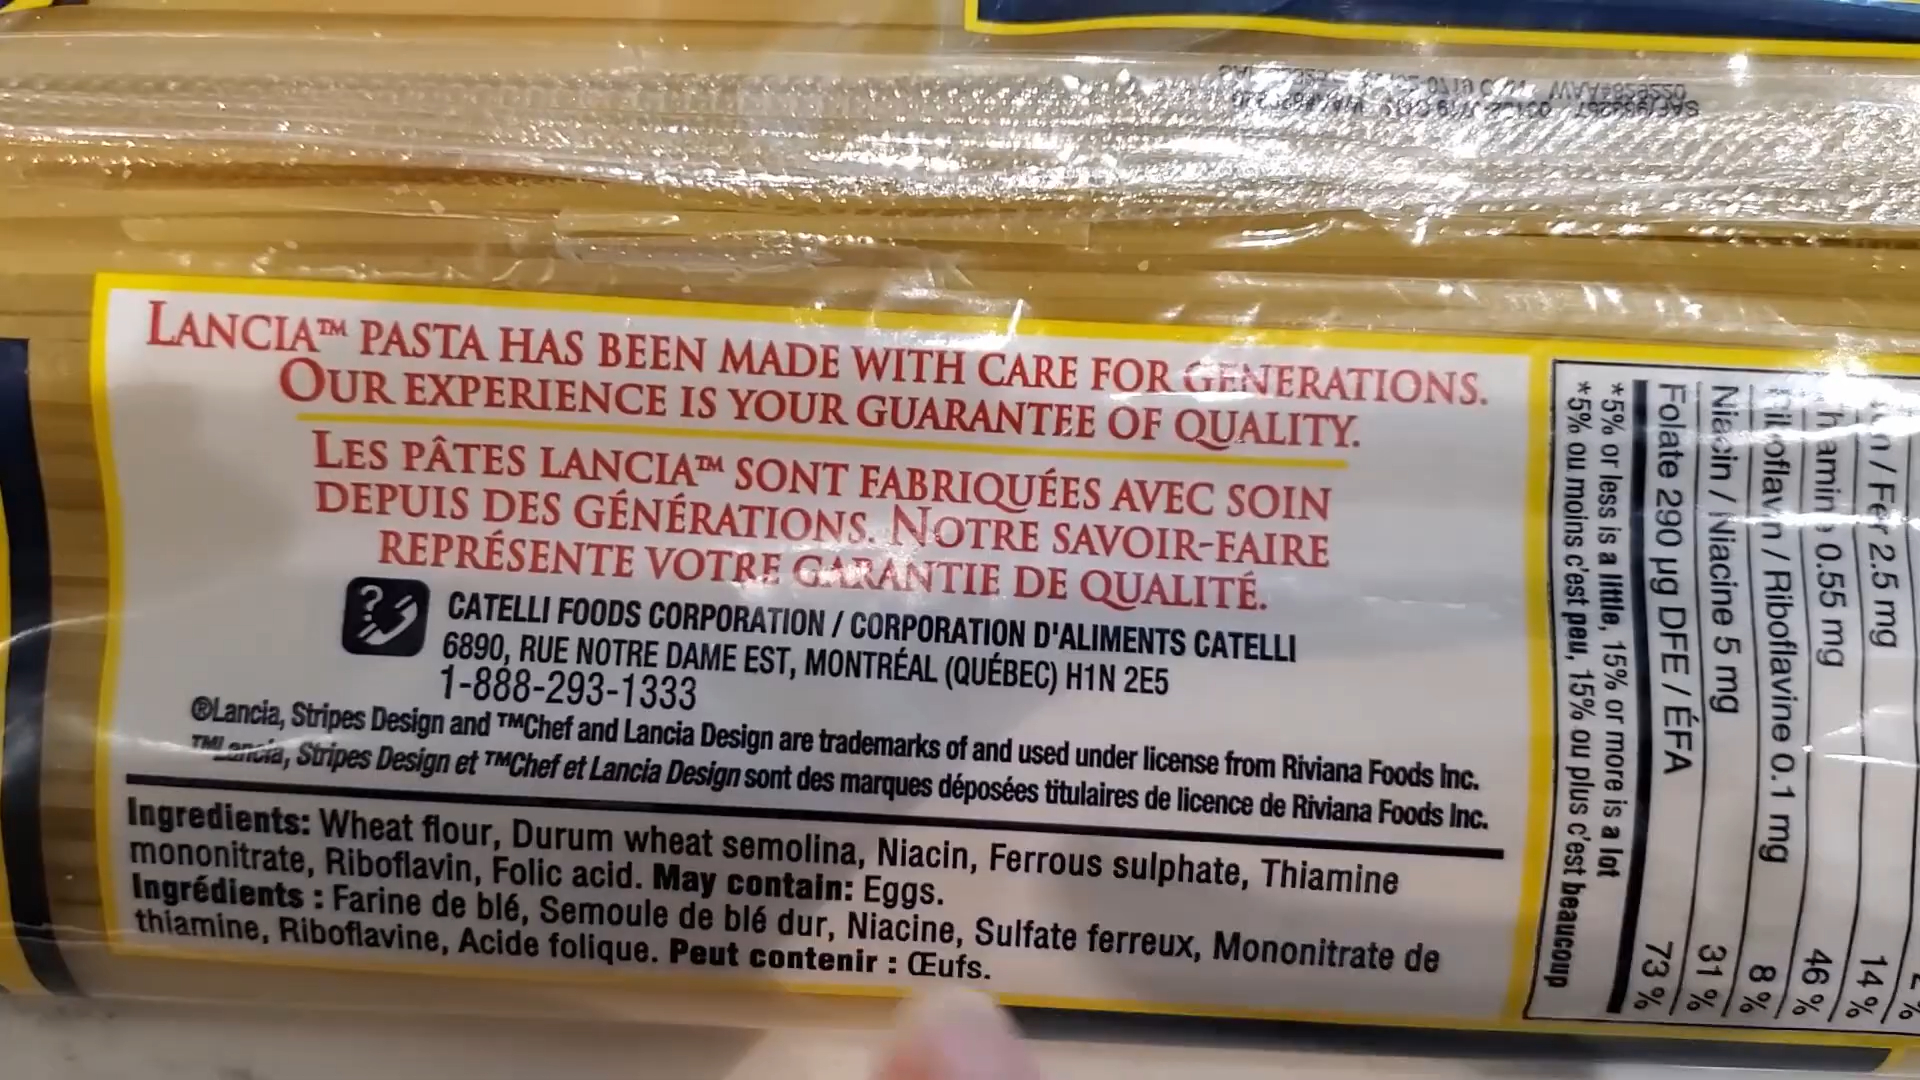 LANCIA™ PASTA HAS BEEN MADE WITH CARE FOR GENERATIONS.
OUR EXPERIENCE IS YOUR GUARANTEE OF QUALITY.
LES PÂTES LANCIA™ SONT FABRIQUÉES AVEC SOIN
DEPUIS DES GÉNÉRATIONS. NOTRE SAVOIR-FAIRE
REPRÉSENTE VOTRE GARANTIE DE QUALITÉ.
CATELLI FOODS CORPORATION / CORPORATION D'ALIMENTS CATELLI
6890, RUE NOTRE DAME EST, MONTRÉAL (QUÉBEC) H1N 2E5
1-888-293-1333
®Lancia, Stripes Design and ™Chef and Lancia Design are trademarks of and used under license from Riviana Foods Inc.
™Lancia, Stripes Design et ™Chef et Lancia Design sont des marques déposées titulaires de licence de Riviana Foods Inc.
Ingredients: Wheat flour, Durum wheat semolina, Niacin, Ferrous sulphate, Thiamine
mononitrate, Riboflavin, Folic acid. May contain: Eggs.
Ingrédients : Farine de blé, Semoule de blé dur, Niacine, Sulfate ferreux, Mononitrate de
thiamine, Riboflavine, Acide folique. Peut contenir : Œufs.
/ Fer 2.5 mg 14 %
0.55 mg 46 %
/ Riboflavine 0.1 mg 8 %
Niacin / Niacine 5 mg 31 %
Folate 290 µg DFE / ÉFA 73 %
*5% or less is a little, 15% or more is a lot
*5% ou moins c'est peu, 15% ou plus c'est beaucoup